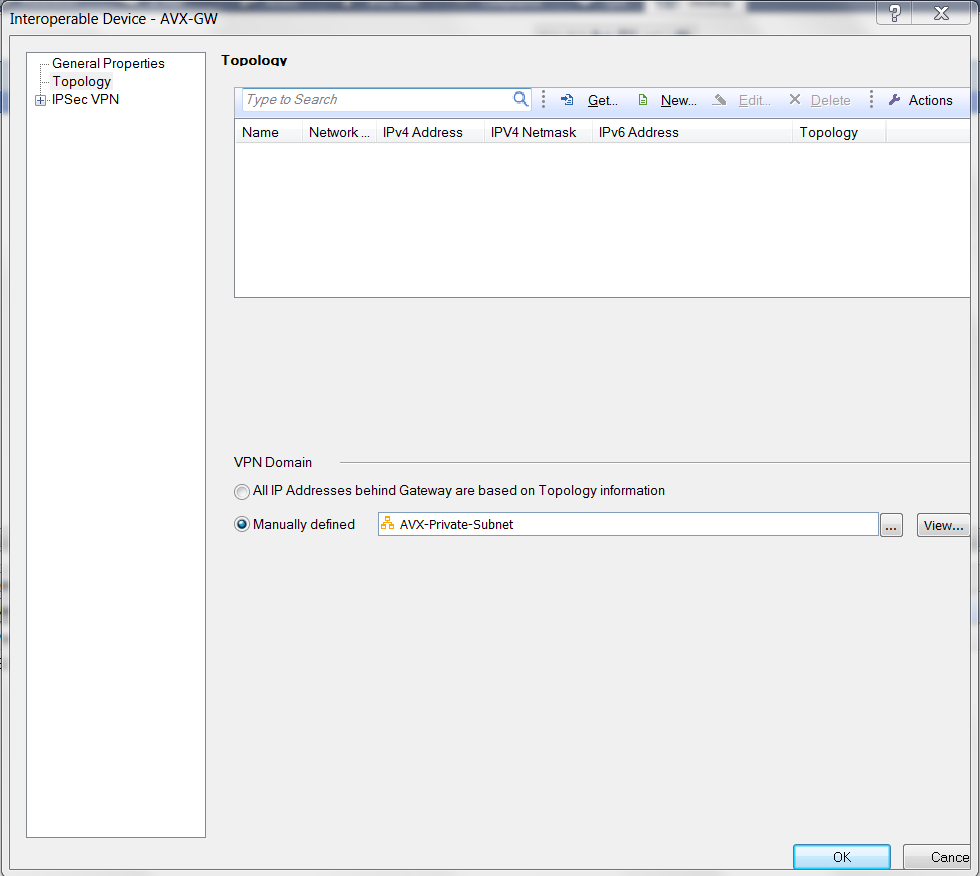 Interoperable Device - AVX-GW
General Properties
Topology
IPSec VPN
Topology
Type to Search Get... New... Edit... Delete Actions
Name Network ... IPv4 Address IPV4 Netmask IPv6 Address Topology
VPN Domain
All IP Addresses behind Gateway are based on Topology information
Manually defined AVX-Private-Subnet ... View...
OK Cance